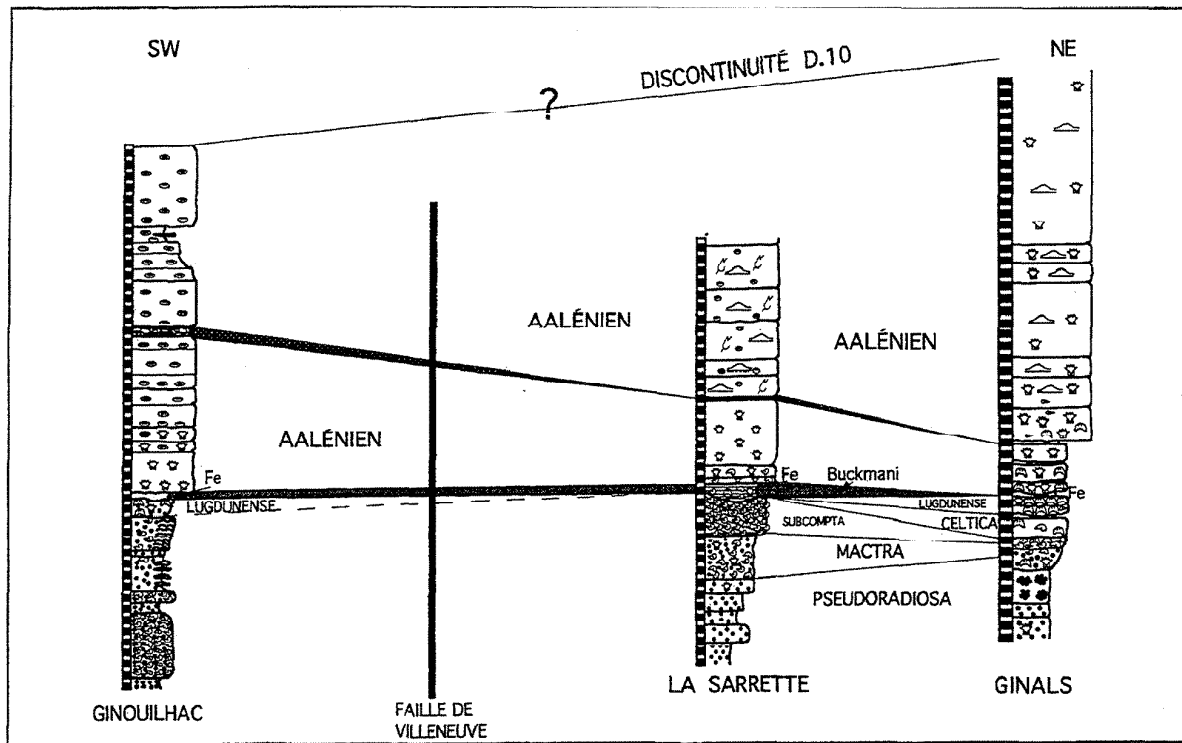 SW
NE
DISCONTINUITÉ D.10
?
AALÉNIEN
AALÉNIEN
AALÉNIEN
Fe
LUGDUNENSE
Fe
Buckmani
LUGDUNENSE
Fe
SUBCOMPTA
CELTICA
MACTRA
PSEUDORADIOSA
GINOUILHAC
FAILLE DE
VILLENEUVE
LA SARRETTE
GINALS